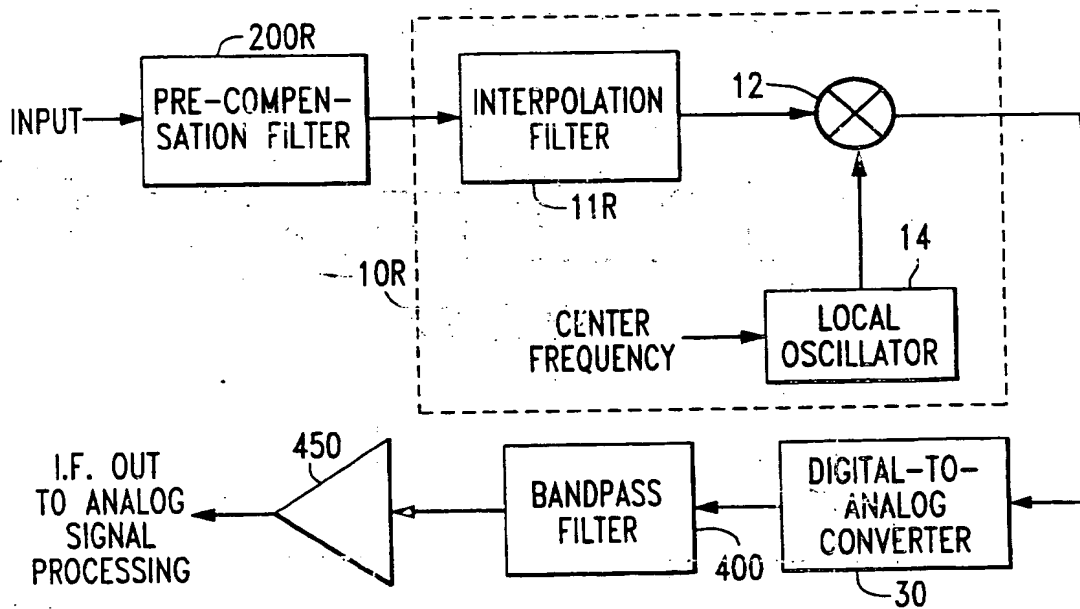 200R
INPUT
PRE-COMPEN-
SATION FILTER
INTERPOLATION
FILTER
11R
12
10R
14
CENTER
FREQUENCY
LOCAL
OSCILLATOR
I.F. OUT
TO ANALOG
SIGNAL
PROCESSING
450
BANDPASS
FILTER
400
DIGITAL-TO-
ANALOG
CONVERTER
30